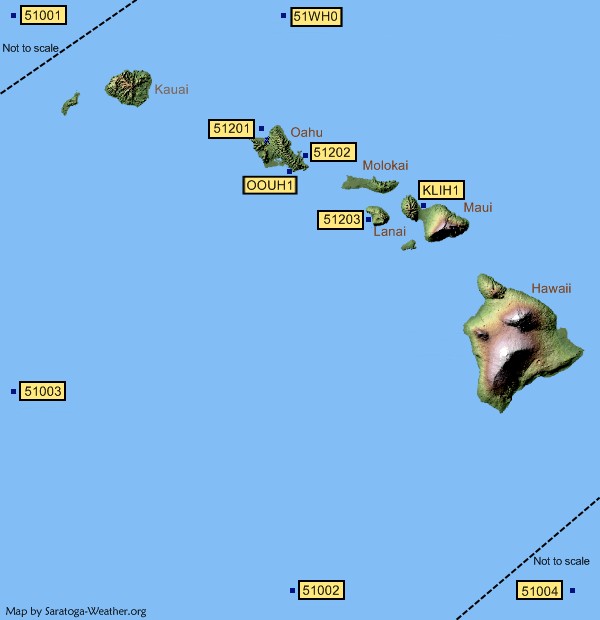 51001
51WH0
Not to scale
Kauai
51201
Oahu
51202
Molokai
OOUH1
KLIH1
Maui
51203
Lanai
Hawaii
51003
Not to scale
51002
51004
Map by Saratoga-Weather.org